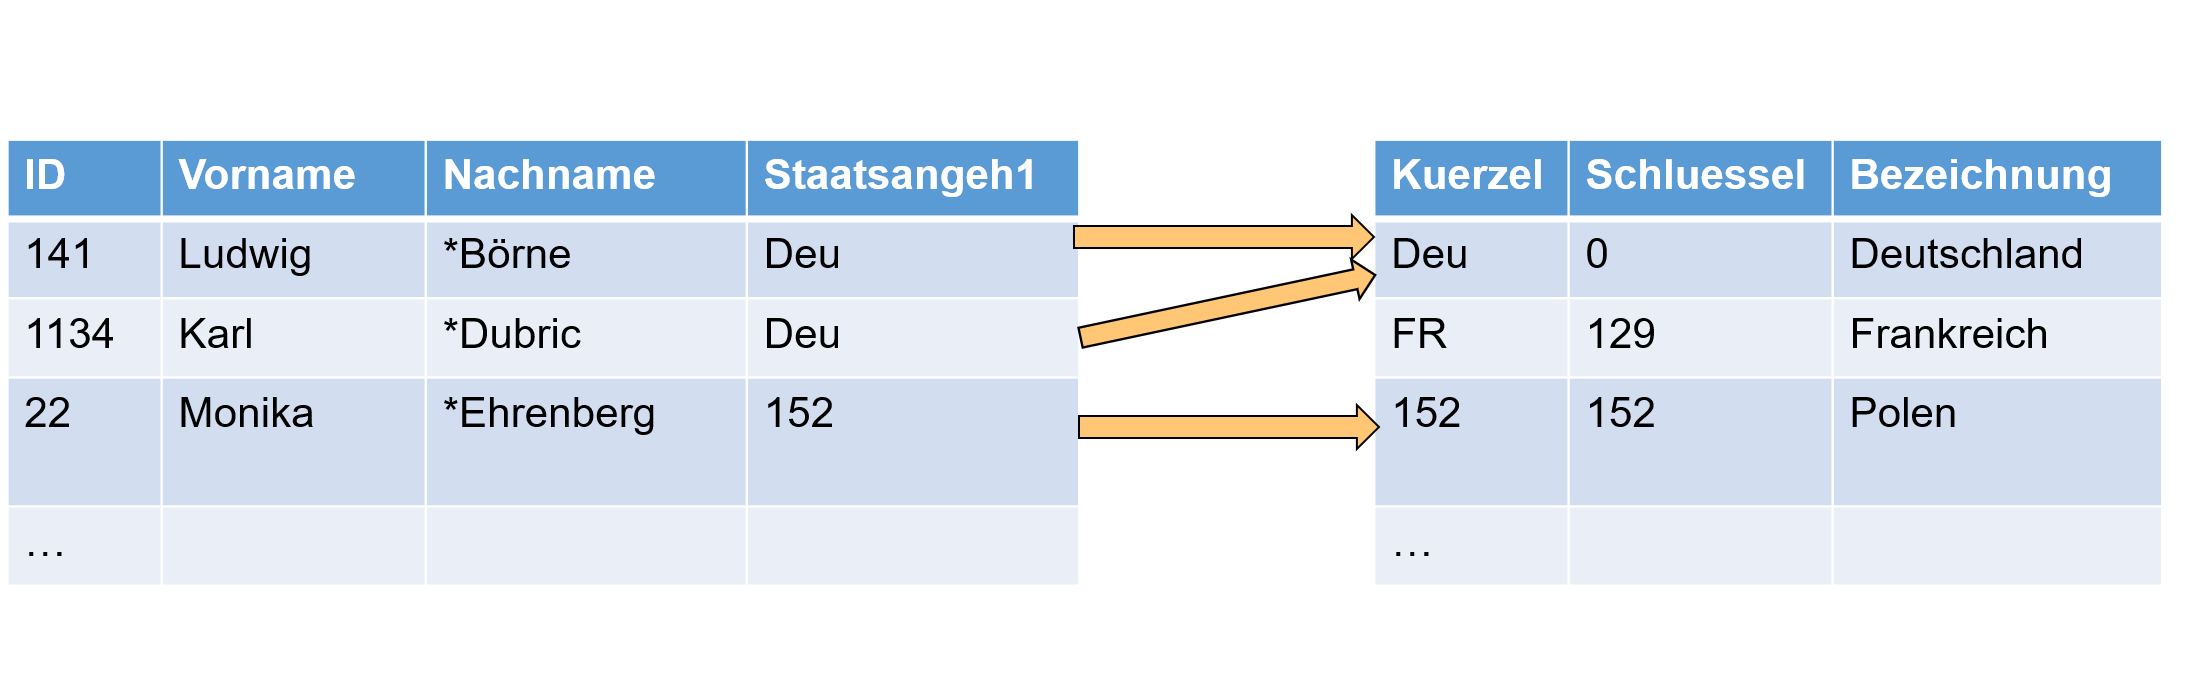 ID Vorname Nachname Staatsangeh1 Kuerzel Schluessel Bezeichnung
141 Ludwig *Börne Deu Deu 0 Deutschland
1134 Karl *Dubric Deu FR 129 Frankreich
22 Monika *Ehrenberg 152 152 152 Polen
… …